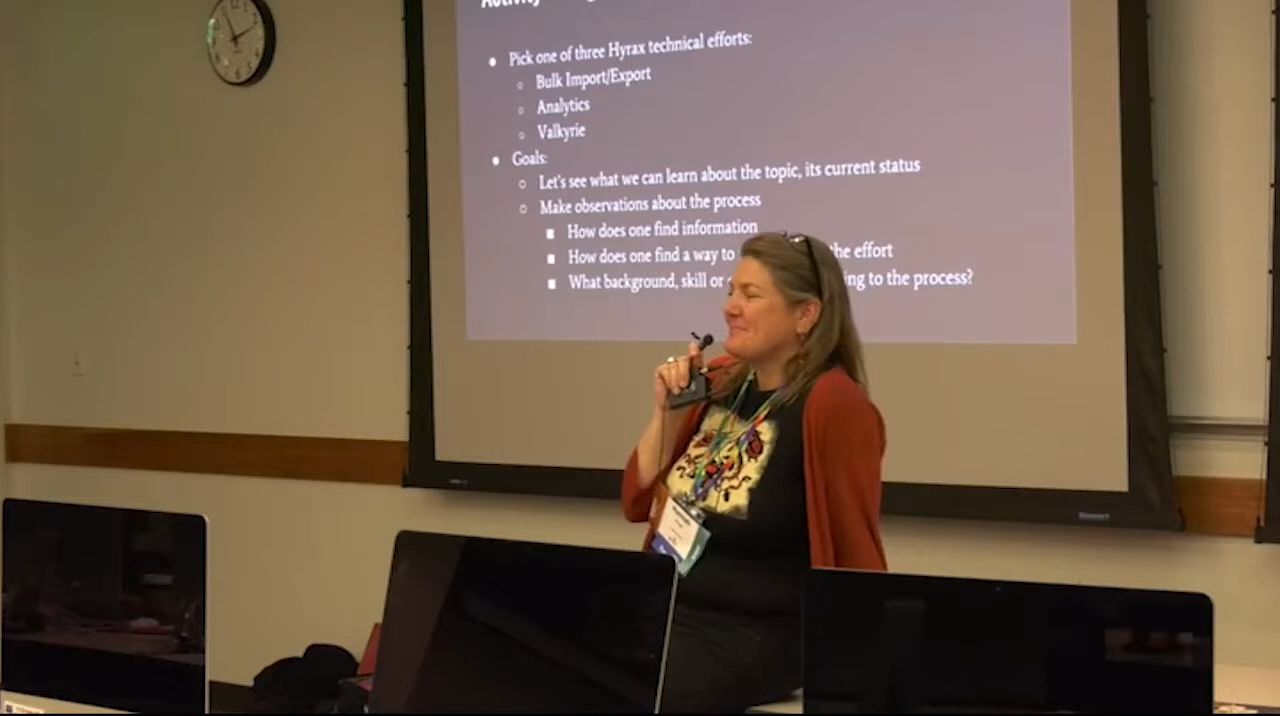 Activity
Pick one of three Hyrax technical efforts:
Bulk Import/Export
Analytics
Valkyrie
Goals:
Let's see what we can learn about the topic, its current status
Make observations about the process
How does one find information
How does one find a way to the effort
What background, skill or to the process?
Stewart